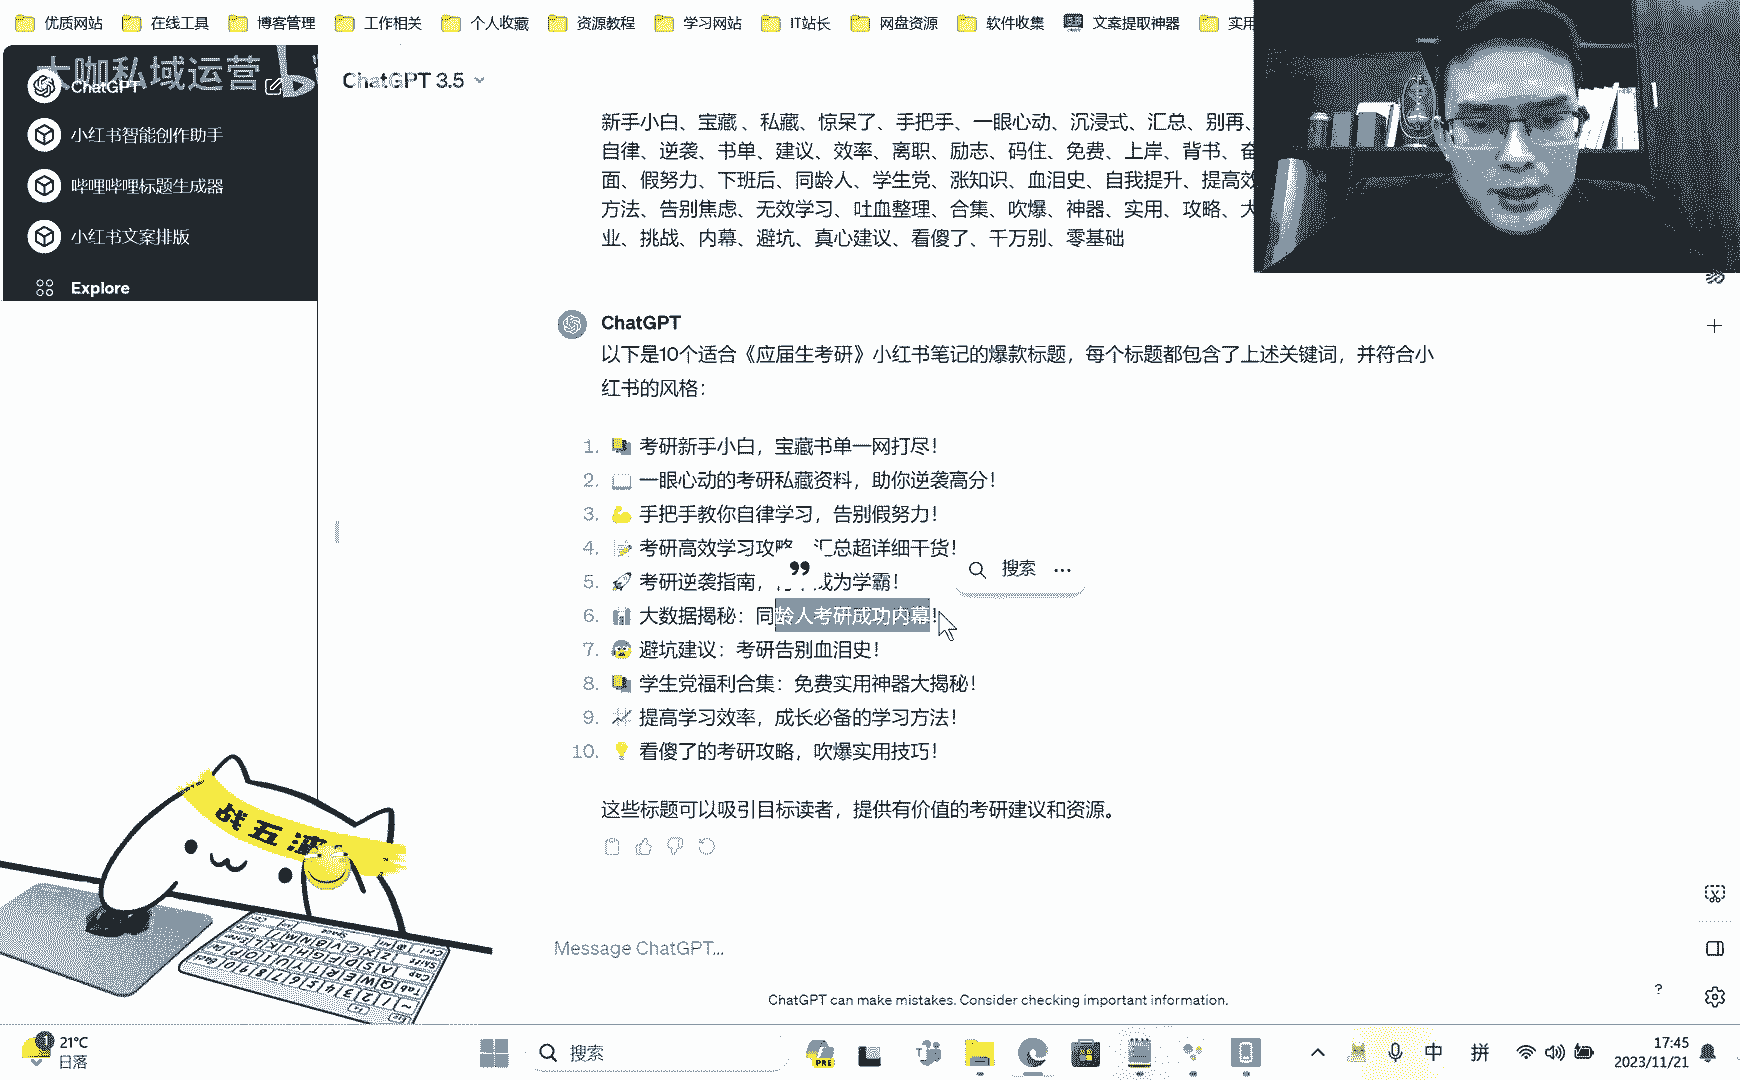 优质网站 在线工具 博客管理 工作相关 个人收藏 资源教程 学习网站 IT站长 网盘资源 软件收集 文案提取神器 实用
大咖私域运营
ChatGPT
小红书智能创作助手
哔哩哔哩标题生成器
小红书文案排版
Explore
ChatGPT 3.5
新手小白、宝藏、私藏、惊呆了、手把手、一眼心动、沉浸式、汇总、别再、
自律、逆袭、书单、建议、效率、离职、励志、码住、免费、上岸、背书、奋
面、假努力、下班后、同龄人、学生党、涨知识、血泪史、自我提升、提高效
方法、告别焦虑、无效学习、吐血整理、合集、吹爆、神器、实用、攻略、大
业、挑战、内幕、避坑、真心建议、看傻了、千万别、零基础
ChatGPT
以下是10个适合《应届生考研》小红书笔记的爆款标题，每个标题都包含了上述关键词，并符合小
红书的风格：
1. 考研新手小白，宝藏书单一网打尽！
2. 一眼心动的考研私藏资料，助你逆袭高分！
3. 手把手教你自律学习，告别假努力！
4. 考研高效学习攻略，汇总超详细干货！
5. 考研逆袭指南，成为学霸！
搜索 ...
6. 大数据揭秘：同龄人考研成功内幕！
7. 避坑建议：考研告别血泪史！
8. 学生党福利合集：免费实用神器大揭秘！
9. 提高学习效率，成长必备的学习方法！
10. 看傻了的考研攻略，吹爆实用技巧！
这些标题可以吸引目标读者，提供有价值的考研建议和资源。
战五渣
Message ChatGPT...
ChatGPT can make mistakes. Consider checking important information.
?
1
21°C
日落
搜索
PRE
中
拼
17:45
2023/11/21